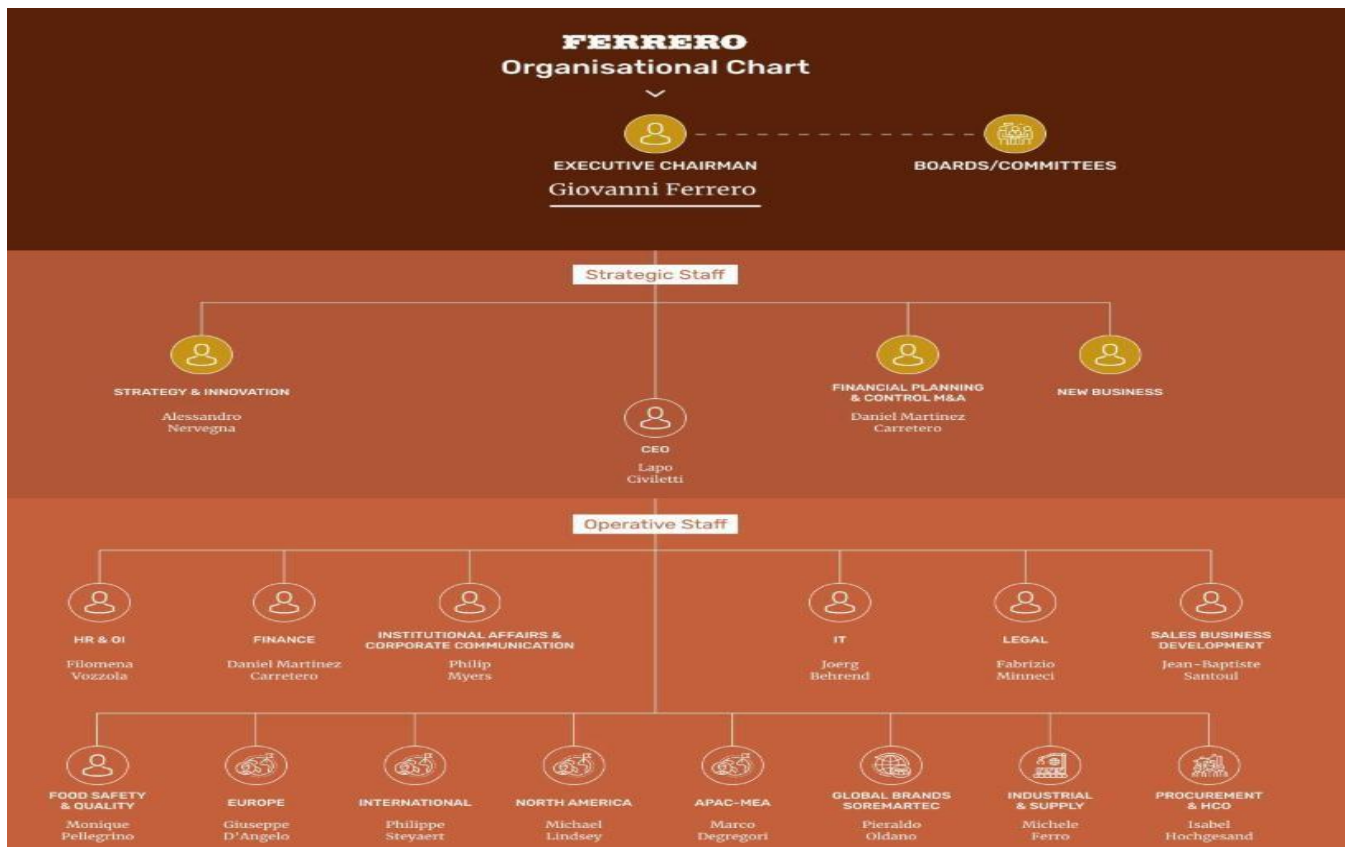 FERRERO
Organisational Chart
EXECUTIVE CHAIRMAN
Giovanni Ferrero
BOARDS/COMMITTEES
Strategic Staff
STRATEGY & INNOVATION
Alessandro
Nervegna
CEO
Lapo
Civiletti
FINANCIAL PLANNING
& CONTROL M&A
Daniel Martinez
Carretero
NEW BUSINESS
Operative Staff
HR & OI
Filomena
Vozzola
FINANCE
Daniel Martinez
Carretero
INSTITUTIONAL AFFAIRS &
CORPORATE COMMUNICATION
Philip
Myers
IT
Joerg
Behrend
LEGAL
Fabrizio
Minneci
SALES BUSINESS
DEVELOPMENT
Jean-Baptiste
Santoul
FOOD SAFETY
& QUALITY
Monique
Pellegrino
EUROPE
Giuseppe
D'Angelo
INTERNATIONAL
Philippe
Steyaert
NORTH AMERICA
Michael
Lindsey
APAC-MEA
Marco
Degregori
GLOBAL BRANDS
SOREMARTEC
Pieraldo
Oldano
INDUSTRIAL
& SUPPLY
Michele
Ferro
PROCUREMENT
& HCO
Isabel
Hochgesand